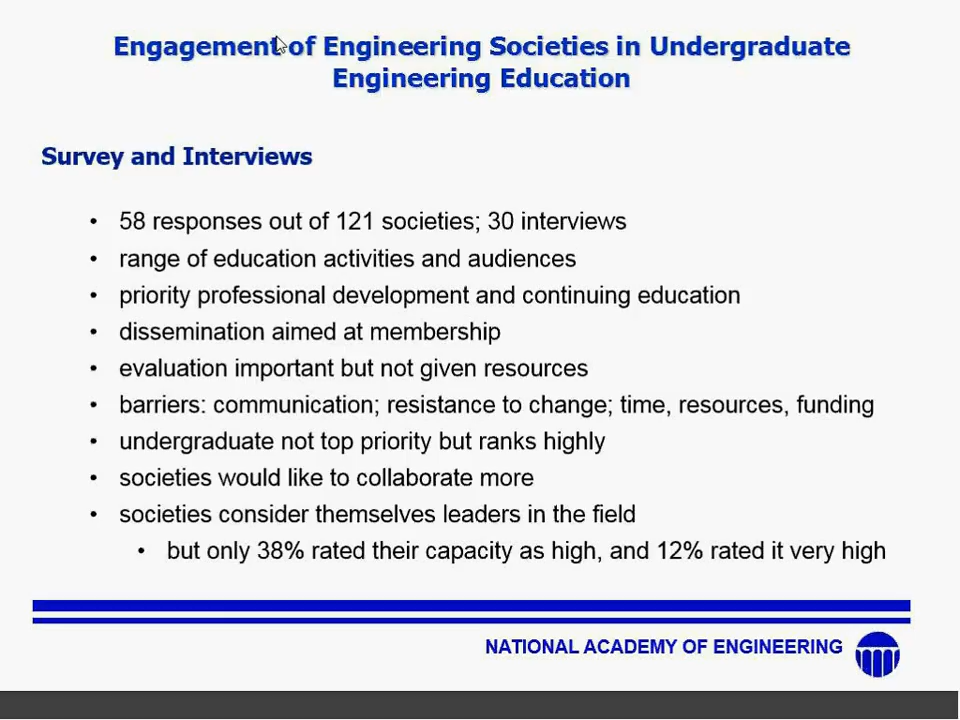 Engagement of Engineering Societies in Undergraduate
Engineering Education
Survey and Interviews
• 58 responses out of 121 societies; 30 interviews
• range of education activities and audiences
• priority professional development and continuing education
• dissemination aimed at membership
• evaluation important but not given resources
• barriers: communication; resistance to change; time, resources, funding
• undergraduate not top priority but ranks highly
• societies would like to collaborate more
• societies consider themselves leaders in the field
• but only 38% rated their capacity as high, and 12% rated it very high
NATIONAL ACADEMY OF ENGINEERING